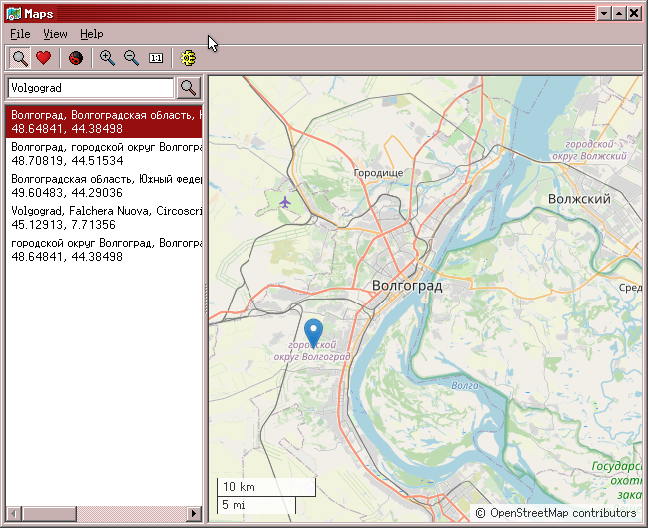 Maps
File View Help
1:1
Volgograd
Волгоград, Волгоградская область,
48.64841, 44.38498
Волгоград, городской округ Волгогра
48.70819, 44.51534
Волгоградская область, Южный федер
49.60483, 44.29036
Volgograd, Falchera Nuova, Circoscri
45.12913, 7.71356
городской округ Волгоград, Волгогра
48.64841, 44.38498
городской
округ Волжский
Городище
Волжский
Волгоград
Сред
городской
округ Волгоград
Волга
Государс
охот
зака
10 km
5 mi
© OpenStreetMap contributors